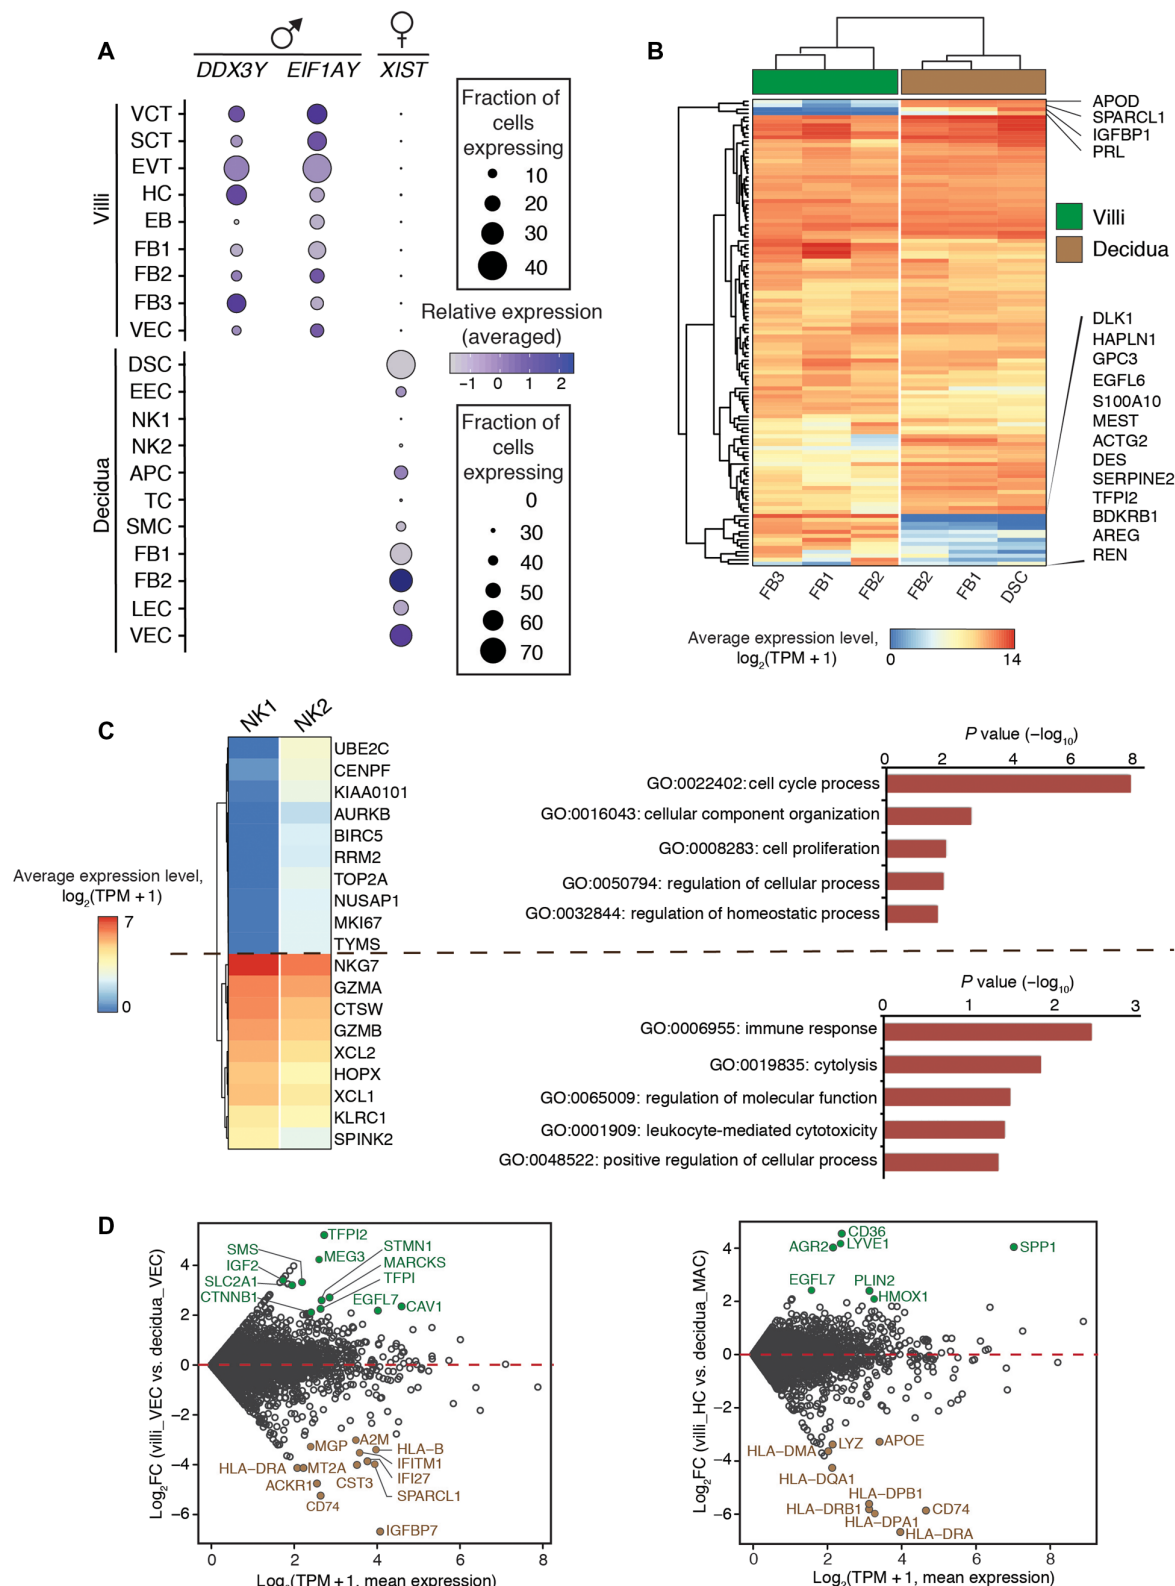 A
♂
♀
DDX3Y EIF1AY XIST
Villi
VCT
SCT
EVT
HC
EB
FB1
FB2
FB3
VEC
Decidua
DSC
EEC
NK1
NK2
APC
TC
SMC
FB1
FB2
LEC
VEC
Fraction of
cells
expressing
10
20
30
40
Relative expression
(averaged)
−1 0 1 2
Fraction of
cells
expressing
0
30
40
50
60
70
B
APOD
SPARCL1
IGFBP1
PRL
Villi
Decidua
DLK1
HAPLN1
GPC3
EGFL6
S100A10
MEST
ACTG2
DES
SERPINE2
TFPI2
BDKRB1
AREG
REN
FB3 FB1 FB2 FB2 FB1 DSC
Average expression level,
log2(TPM + 1)
0 14
C
NK1 NK2
UBE2C
CENPF
KIAA0101
AURKB
BIRC5
RRM2
TOP2A
NUSAP1
MKI67
TYMS
NKG7
GZMA
CTSW
GZMB
XCL2
HOPX
XCL1
KLRC1
SPINK2
Average expression level,
log2(TPM + 1)
7
0
P value (−log10)
0 2 4 6 8
GO:0022402: cell cycle process
GO:0016043: cellular component organization
GO:0008283: cell proliferation
GO:0050794: regulation of cellular process
GO:0032844: regulation of homeostatic process
P value (−log10)
0 1 2 3
GO:0006955: immune response
GO:0019835: cytolysis
GO:0065009: regulation of molecular function
GO:0001909: leukocyte-mediated cytotoxicity
GO:0048522: positive regulation of cellular process
D
Log2FC (villi_VEC vs. decidua_VEC)
4
2
0
−2
−4
−6
TFPI2
SMS
STMN1
IGF2
MEG3
MARCKS
SLC2A1
TFPI
CTNNB1
EGFL7
CAV1
MGP
A2M
HLA-B
IFITM1
HLA-DRA
MT2A
IFI27
ACKR1
CST3
SPARCL1
CD74
IGFBP7
0 2 4 6 8
Log2(TPM + 1, mean expression)
Log2FC (villi_HC vs. decidua_MAC)
4
2
0
−2
−4
−6
CD36
AGR2
LYVE1
SPP1
EGFL7
PLIN2
HMOX1
HLA-DMA
LYZ
APOE
HLA-DQA1
HLA-DPB1
HLA-DRB1
CD74
HLA-DPA1
HLA-DRA
0 2 4 6 8
Log2(TPM + 1, mean expression)